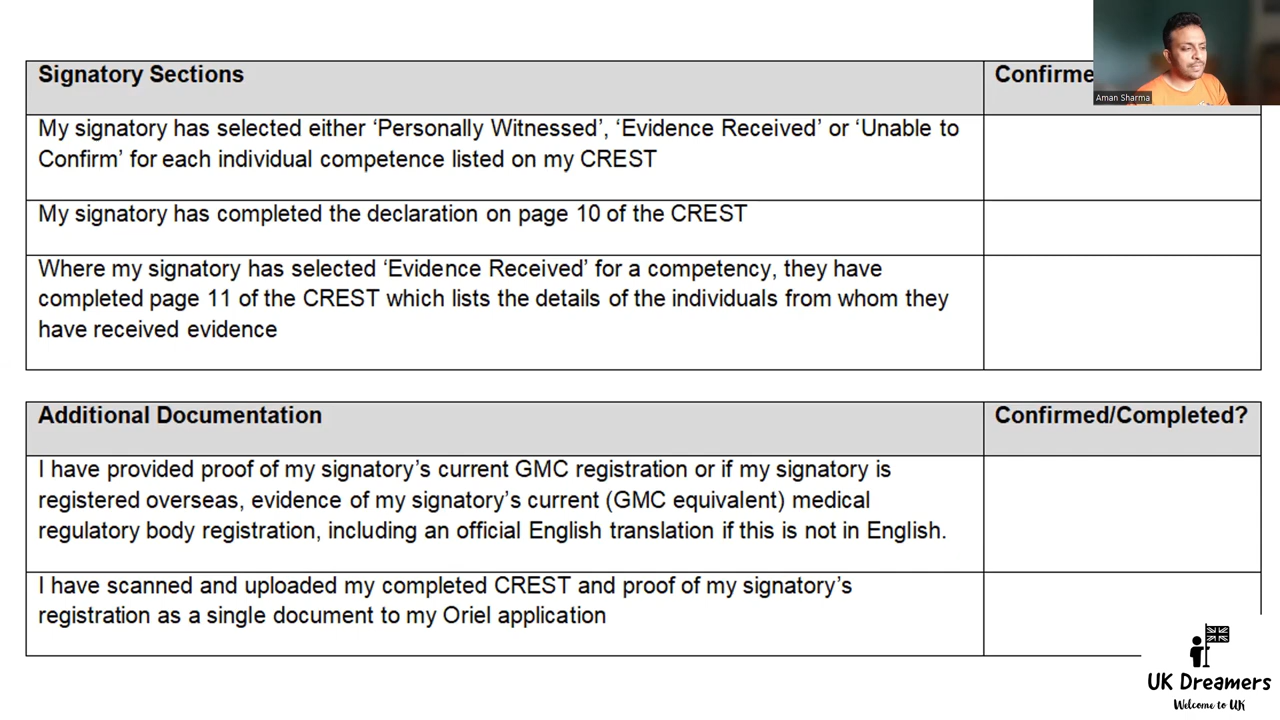 Signatory Sections
Confirme
Aman Sharma
My signatory has selected either ‘Personally Witnessed’, ‘Evidence Received’ or ‘Unable to
Confirm’ for each individual competence listed on my CREST
My signatory has completed the declaration on page 10 of the CREST
Where my signatory has selected ‘Evidence Received’ for a competency, they have
completed page 11 of the CREST which lists the details of the individuals from whom they
have received evidence
Additional Documentation
Confirmed/Completed?
I have provided proof of my signatory’s current GMC registration or if my signatory is
registered overseas, evidence of my signatory’s current (GMC equivalent) medical
regulatory body registration, including an official English translation if this is not in English.
I have scanned and uploaded my completed CREST and proof of my signatory’s
registration as a single document to my Oriel application
UK Dreamers
Welcome to UK